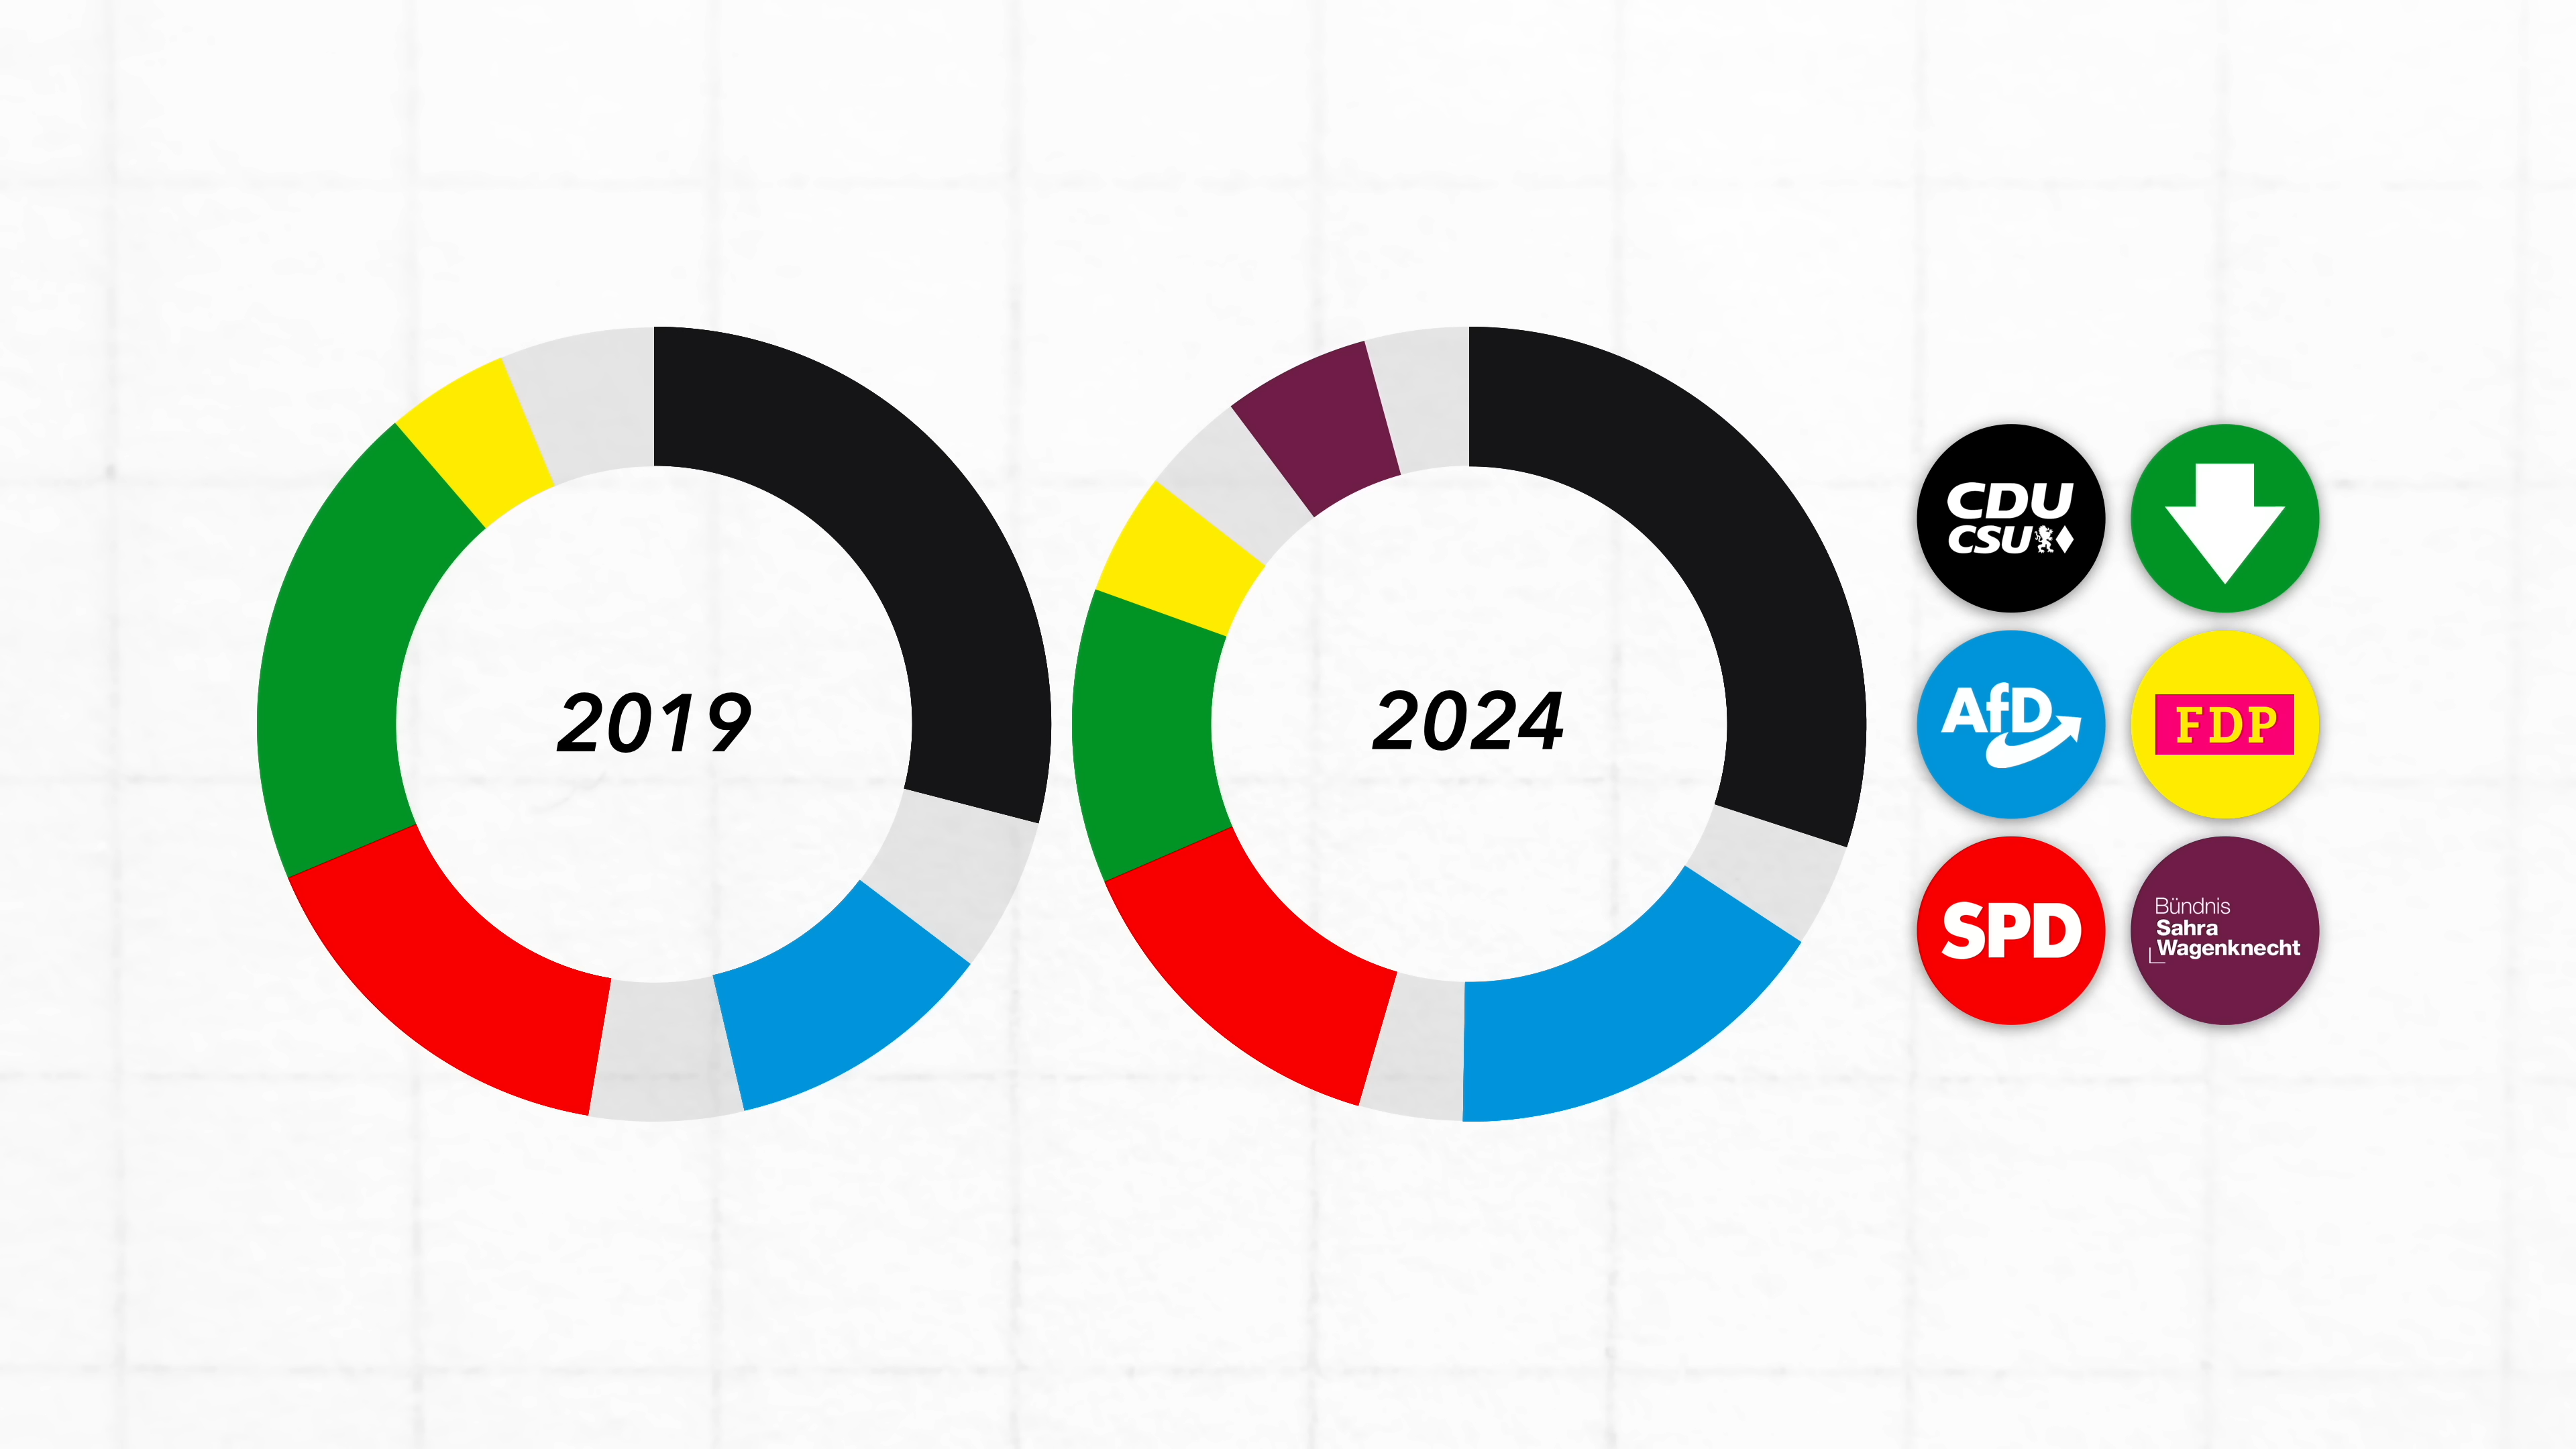 2019
2024
CDU
CSU
AfD
FDP
SPD
Bündnis
Sahra
Wagenknecht